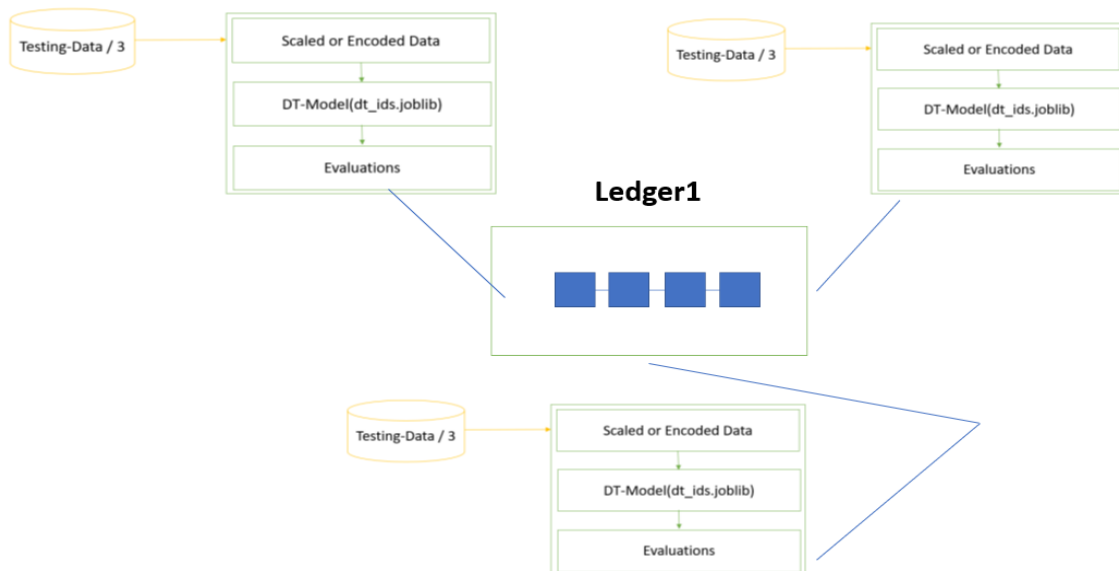 Testing-Data / 3
Scaled or Encoded Data
DT-Model(dt_ids.joblib)
Evaluations
Testing-Data / 3
Scaled or Encoded Data
DT-Model(dt_ids.joblib)
Evaluations
Ledger1
Testing-Data / 3
Scaled or Encoded Data
DT-Model(dt_ids.joblib)
Evaluations